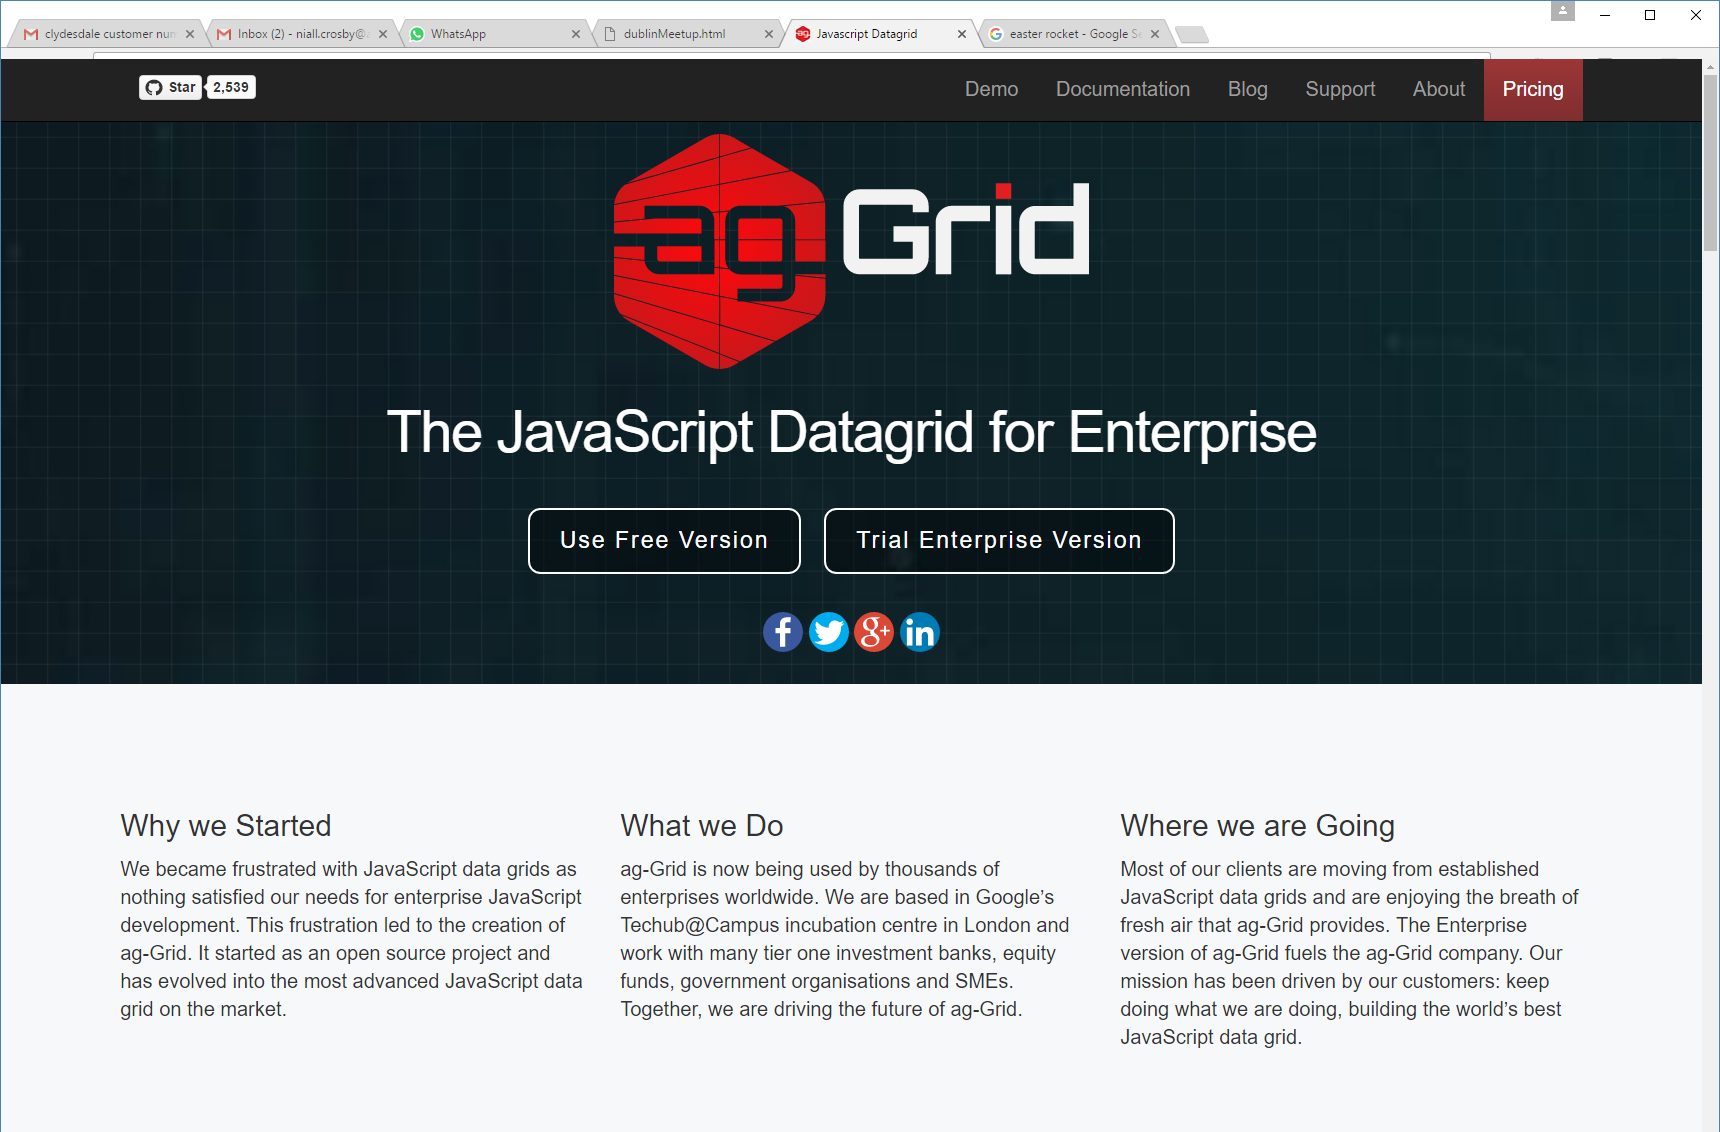 clydesdale customer num
Inbox (2) - niall.crosby@a
WhatsApp
dublinMeetup.html
Javascript Datagrid
easter rocket - Google Se
Star
2,539
Demo
Documentation
Blog
Support
About
Pricing
ag Grid
The JavaScript Datagrid for Enterprise
Use Free Version
Trial Enterprise Version
Why we Started
We became frustrated with JavaScript data grids as
nothing satisfied our needs for enterprise JavaScript
development. This frustration led to the creation of
ag-Grid. It started as an open source project and
has evolved into the most advanced JavaScript data
grid on the market.
What we Do
ag-Grid is now being used by thousands of
enterprises worldwide. We are based in Google’s
Techub@Campus incubation centre in London and
work with many tier one investment banks, equity
funds, government organisations and SMEs.
Together, we are driving the future of ag-Grid.
Where we are Going
Most of our clients are moving from established
JavaScript data grids and are enjoying the breath of
fresh air that ag-Grid provides. The Enterprise
version of ag-Grid fuels the ag-Grid company. Our
mission has been driven by our customers: keep
doing what we are doing, building the world’s best
JavaScript data grid.